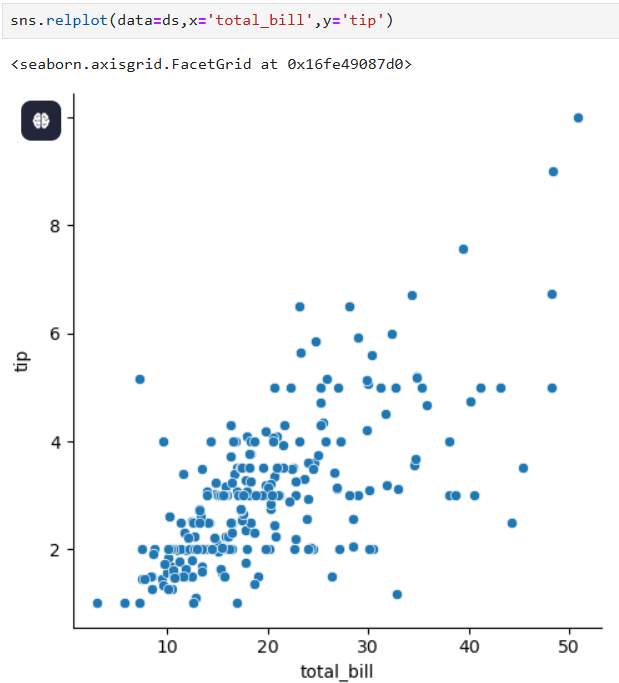 sns.relplot(data=ds,x='total_bill',y='tip')
<seaborn.axisgrid.FacetGrid at 0x16fe49087d0>
8
6
tip
4
2
10 20 30 40 50
total_bill